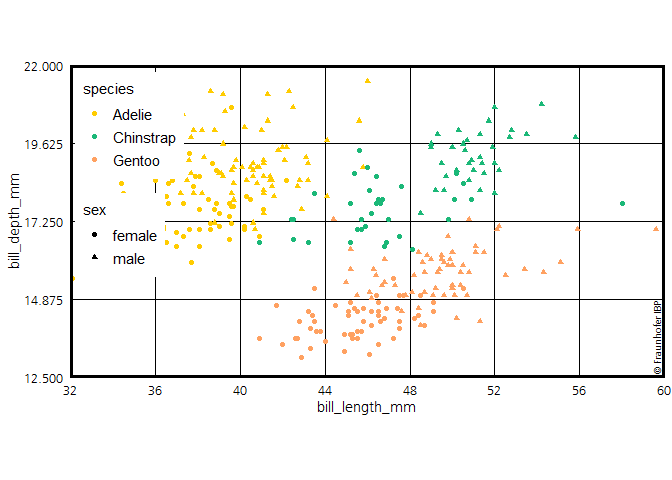 22.000
19.625
17.250
14.875
12.500
bill_depth_mm
species
Adelie
Chinstrap
Gentoo
sex
female
male
© Fraunhofer IBP
32
36
40
44
48
52
56
60
bill_length_mm